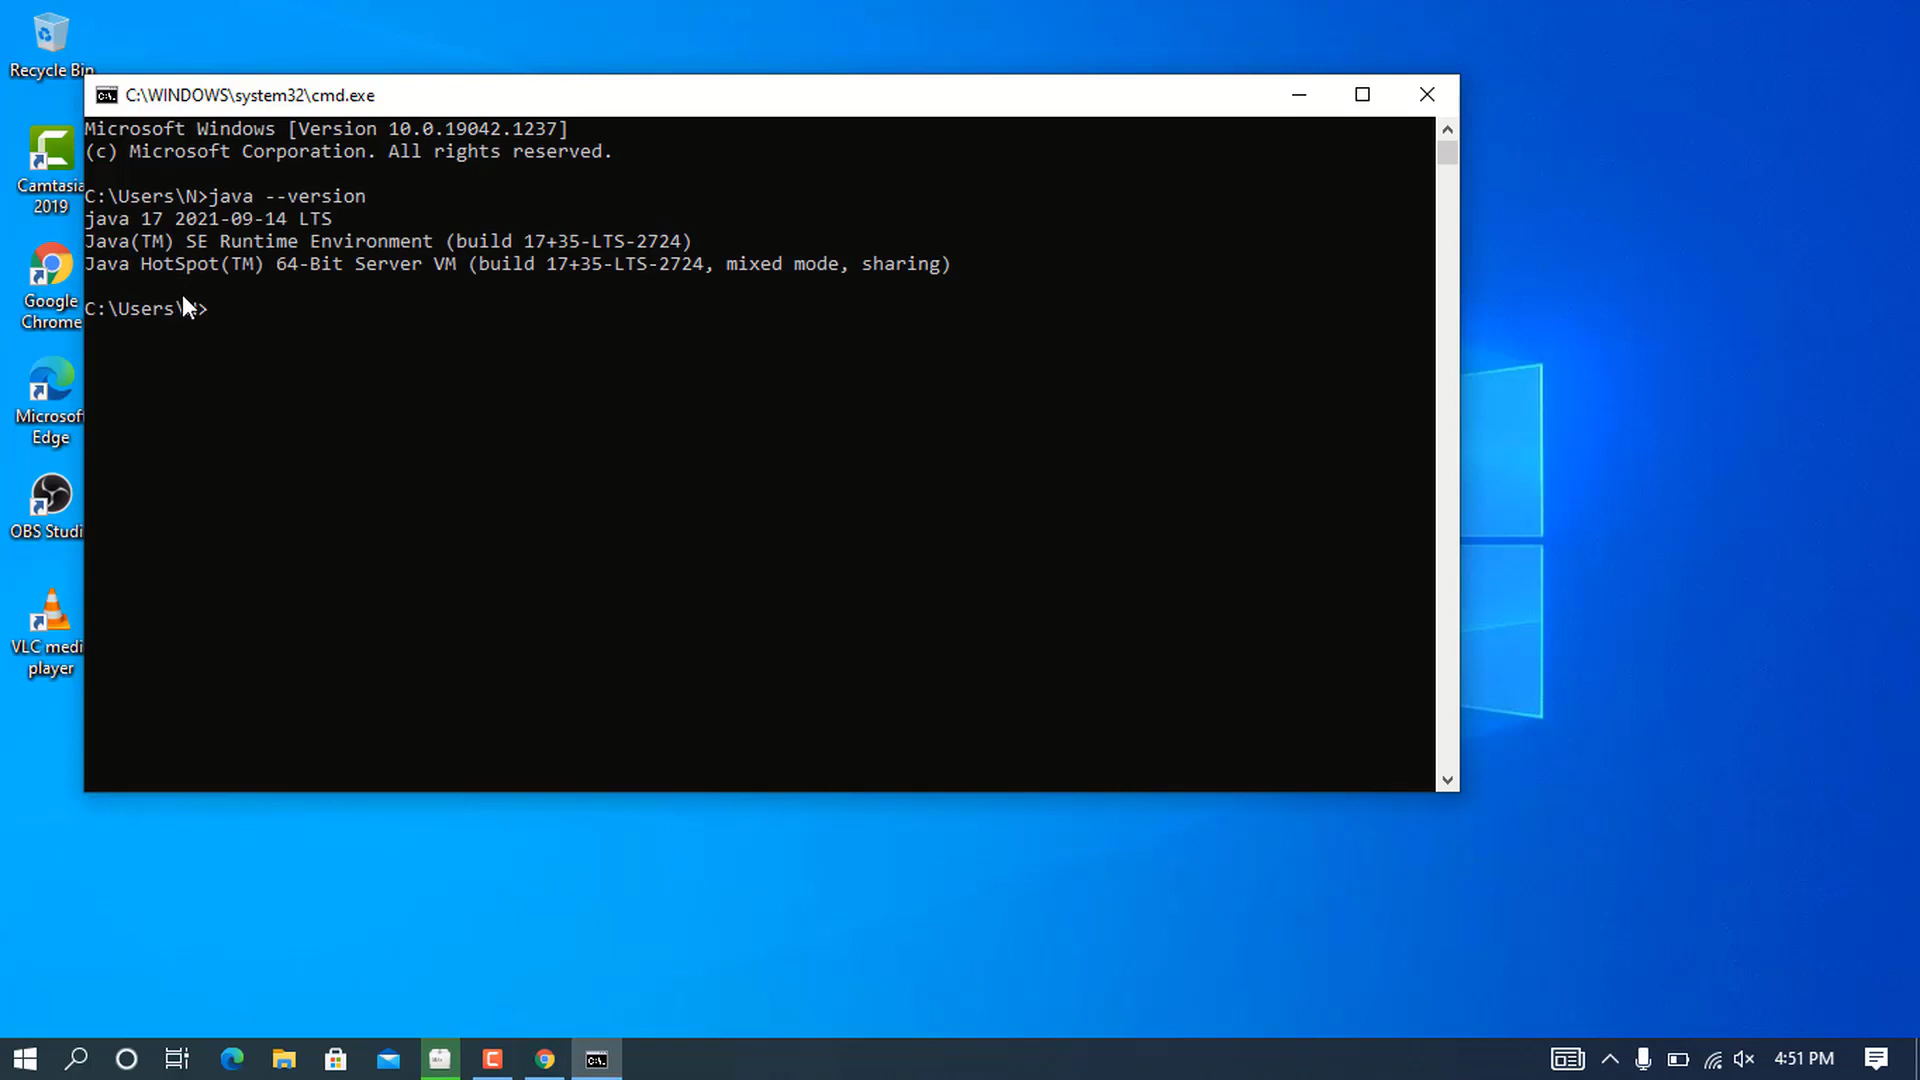 Recycle Bin
C:\WINDOWS\system32\cmd.exe
Microsoft Windows [Version 10.0.19042.1237]
(c) Microsoft Corporation. All rights reserved.
C:\Users\N>java --version
java 17 2021-09-14 LTS
Java(TM) SE Runtime Environment (build 17+35-LTS-2724)
Java HotSpot(TM) 64-Bit Server VM (build 17+35-LTS-2724, mixed mode, sharing)
C:\Users\N>
Camtasia
2019
Google
Chrome
Microsof
Edge
OBS Studi
VLC medi
player
4:51 PM